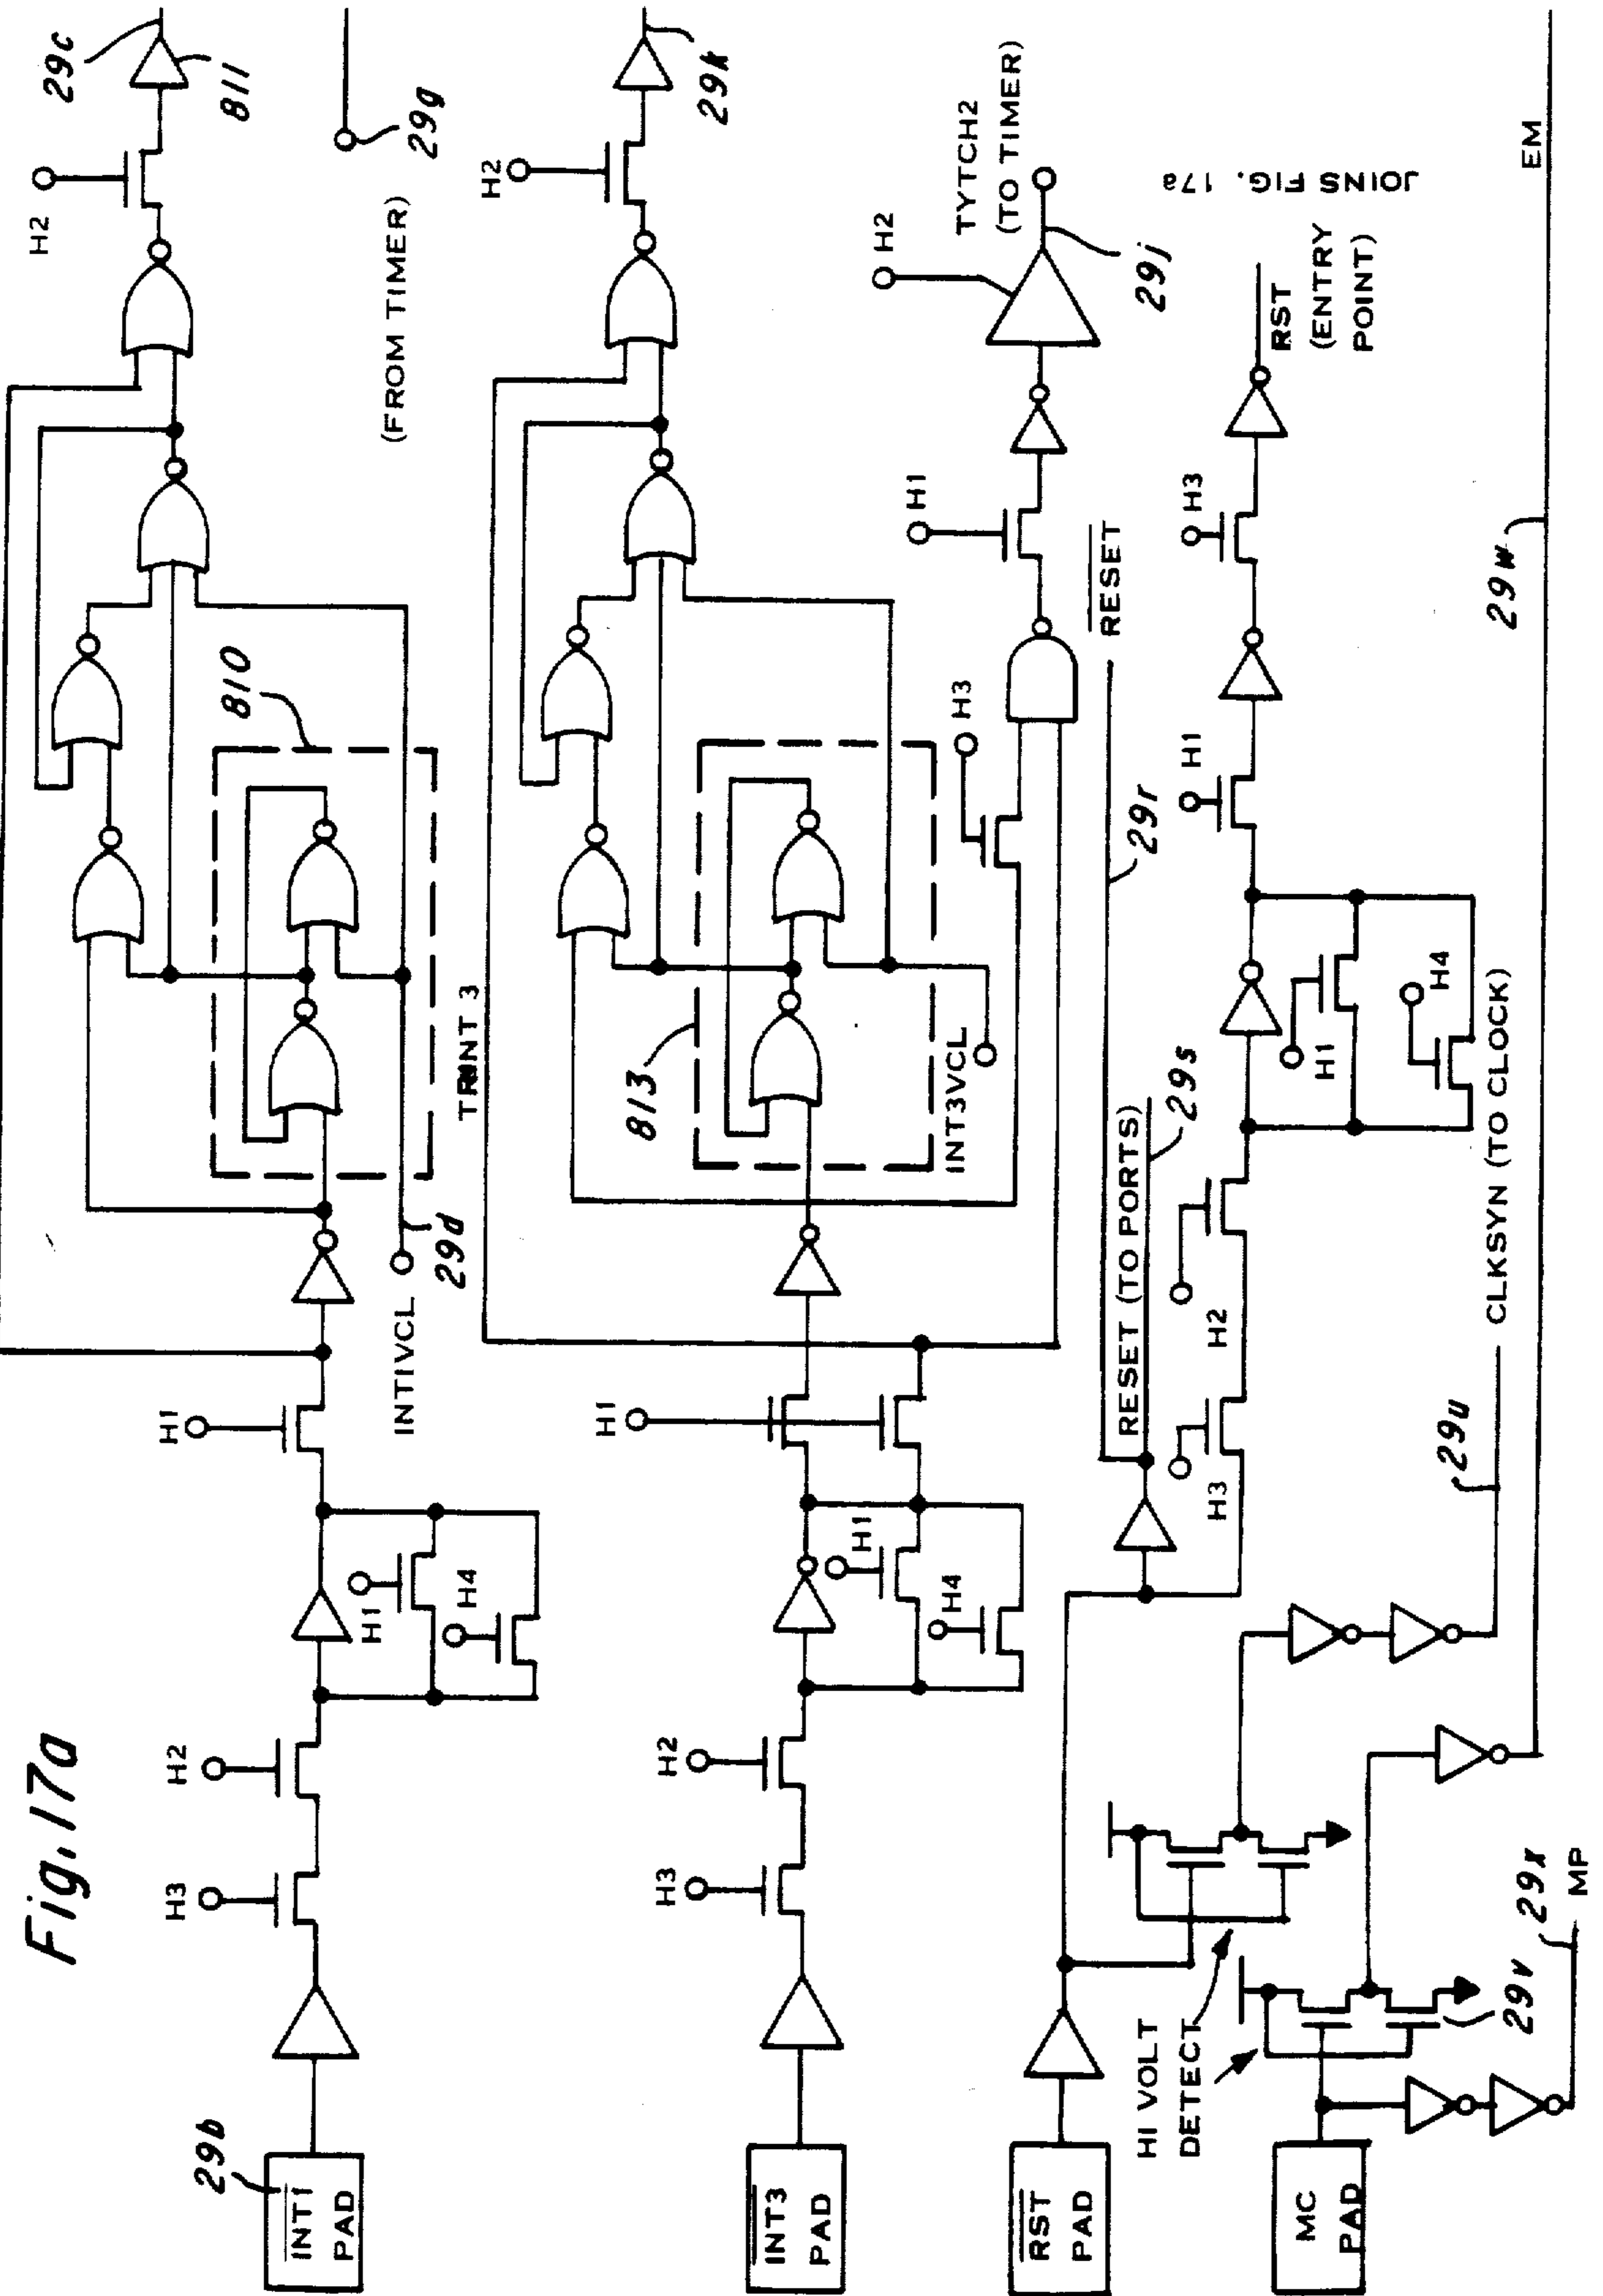 Fig. 17a
29b
INT1
PAD
H3
H2
H1
H4
H1
INTIVCL
29d
810
H2
29c
811
29g
(FROM TIMER)
TRINT 3
INT3
PAD
H3
H2
H1
H4
H1
813
INT3VCL
H3
H2
29k
H1
H2
TYTCH2
(TO TIMER)
29j
RESET
29r
RST
PAD
RESET (TO PORTS)
29s
H3
H2
H1
H4
H1
H3
RST
(ENTRY
POINT)
JOINS FIG. 17a
HI VOLT
DETECT
29u
CLKSYN (TO CLOCK)
MC
PAD
29v
29x
MP
29w
EM